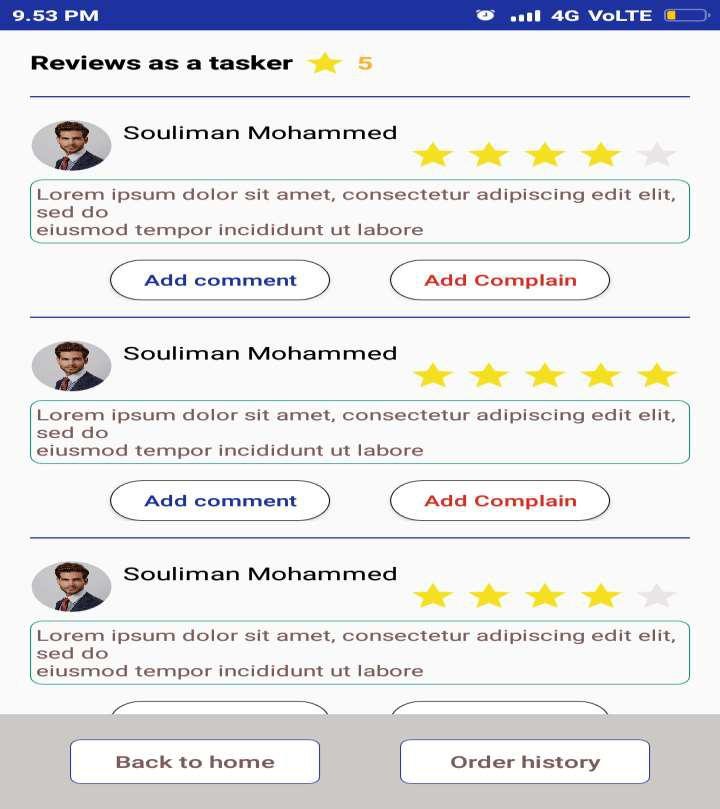 9.53 PM 4G VoLTE
Reviews as a tasker 5
Souliman Mohammed
Lorem ipsum dolor sit amet, consectetur adipiscing edit elit,
sed do
eiusmod tempor incididunt ut labore
Add comment Add Complain
Souliman Mohammed
Lorem ipsum dolor sit amet, consectetur adipiscing edit elit,
sed do
eiusmod tempor incididunt ut labore
Add comment Add Complain
Souliman Mohammed
Lorem ipsum dolor sit amet, consectetur adipiscing edit elit,
sed do
eiusmod tempor incididunt ut labore
Back to home Order history